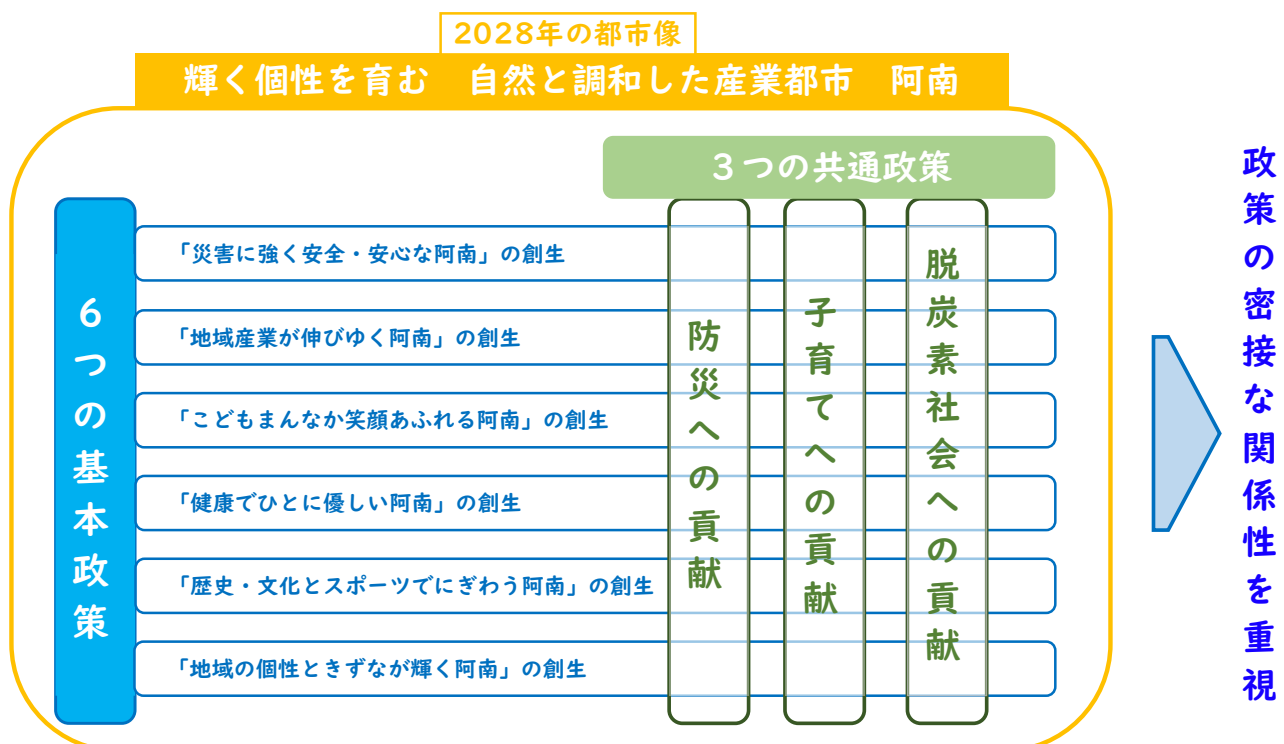 2028年の都市像
輝く個性を育む　自然と調和した産業都市　阿南
３つの共通政策
６つの基本政策
「災害に強く安全・安心な阿南」の創生
「地域産業が伸びゆく阿南」の創生
「こどもまんなか笑顔あふれる阿南」の創生
「健康でひとに優しい阿南」の創生
「歴史・文化とスポーツでにぎわう阿南」の創生
「地域の個性ときずなが輝く阿南」の創生
防災への貢献
子育てへの貢献
脱炭素社会への貢献
政策の密接な関係性を重視